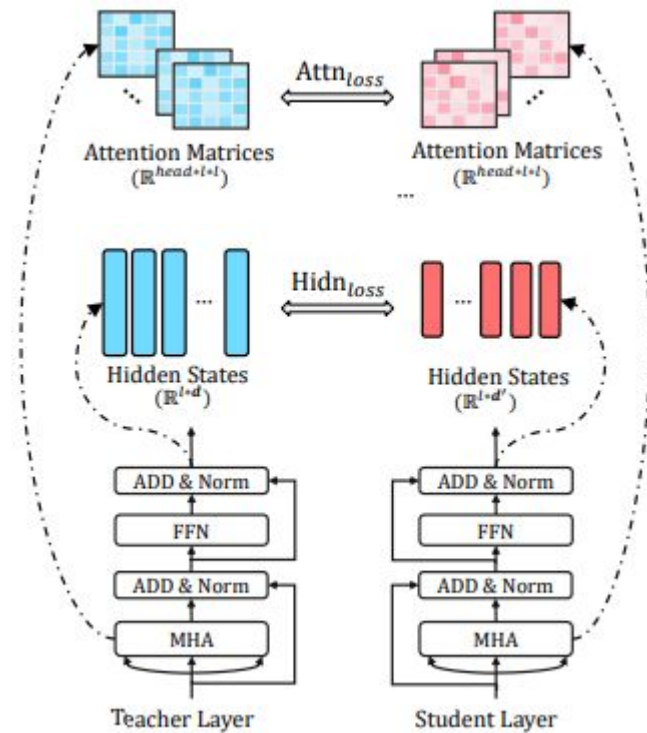 Attn_loss
Attention Matrices
(ℝ^{head*l*l})
Attention Matrices
(ℝ^{head*l*l})
...
Hidn_loss
...
...
Hidden States
(ℝ^{l*d})
Hidden States
(ℝ^{l*d'})
ADD & Norm
FFN
ADD & Norm
MHA
Teacher Layer
ADD & Norm
FFN
ADD & Norm
MHA
Student Layer